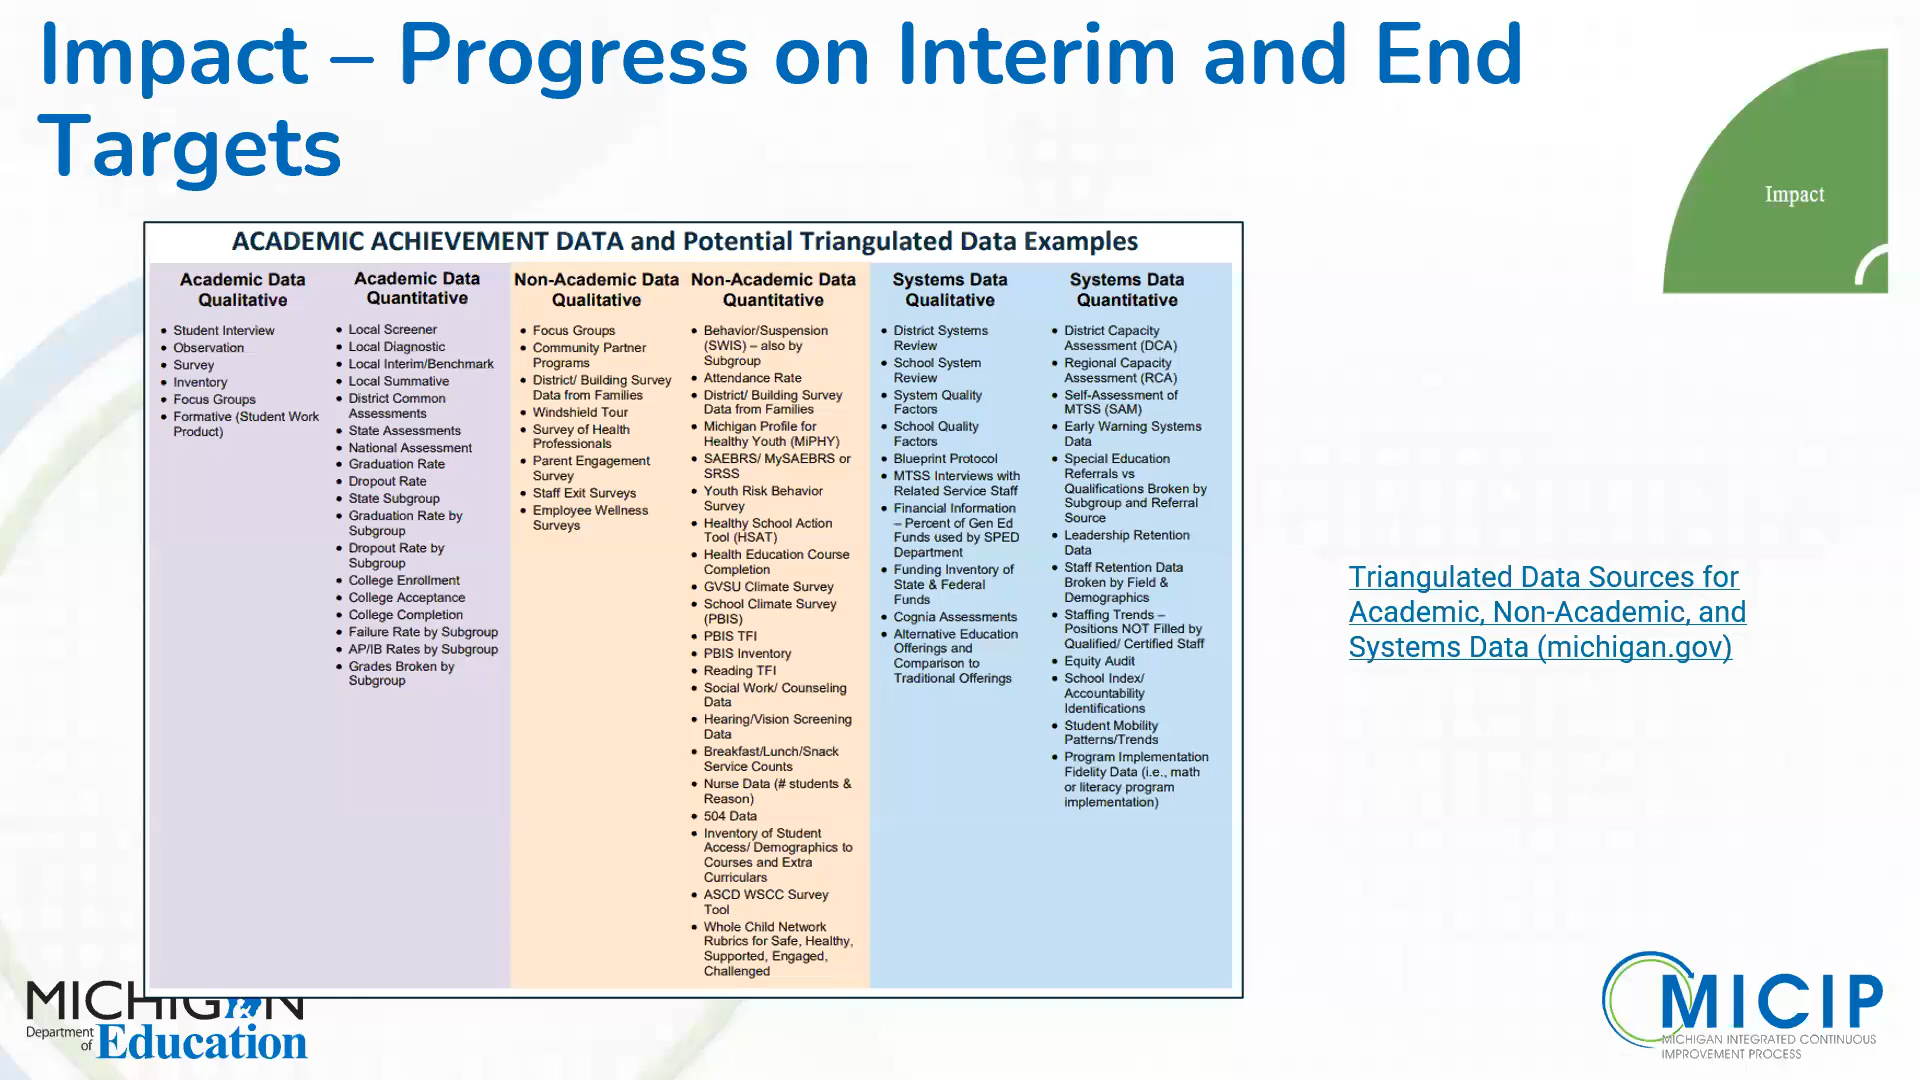 Impact – Progress on Interim and End
Targets
Impact
ACADEMIC ACHIEVEMENT DATA and Potential Triangulated Data Examples
Academic Data
Qualitative
• Student Interview
• Observation
• Survey
• Inventory
• Focus Groups
• Formative (Student Work
Product)
Academic Data
Quantitative
• Local Screener
• Local Diagnostic
• Local Interim/Benchmark
• Local Summative
• District Common
Assessments
• State Assessments
• National Assessment
• Graduation Rate
• Dropout Rate
• State Subgroup
• Graduation Rate by
Subgroup
• Dropout Rate by
Subgroup
• College Enrollment
• College Acceptance
• College Completion
• Failure Rate by Subgroup
• AP/IB Rates by Subgroup
• Grades Broken by
Subgroup
Non-Academic Data
Qualitative
• Focus Groups
• Community Partner
Programs
• District/ Building Survey
Data from Families
• Windshield Tour
• Survey of Health
Professionals
• Parent Engagement
Survey
• Staff Exit Surveys
• Employee Wellness
Surveys
Non-Academic Data
Quantitative
• Behavior/Suspension
(SWIS) – also by
Subgroup
• Attendance Rate
• District/ Building Survey
Data from Families
• Michigan Profile for
Healthy Youth (MiPHY)
• SAEBRS/ MySAEBRS or
SRSS
• Youth Risk Behavior
Survey
• Healthy School Action
Tool (HSAT)
• Health Education Course
Completion
• GVSU Climate Survey
• School Climate Survey
(PBIS)
• PBIS TFI
• PBIS Inventory
• Reading TFI
• Social Work/ Counseling
Data
• Hearing/Vision Screening
Data
• Breakfast/Lunch/Snack
Service Counts
• Nurse Data (# students &
Reason)
• 504 Data
• Inventory of Student
Access/ Demographics to
Courses and Extra
Curriculars
• ASCD WSCC Survey
Tool
• Whole Child Network
Rubrics for Safe, Healthy,
Supported, Engaged,
Challenged
Systems Data
Qualitative
• District Systems
Review
• School System
Review
• System Quality
Factors
• School Quality
Factors
• Blueprint Protocol
• MTSS Interviews with
Related Service Staff
• Financial Information
– Percent of Gen Ed
Funds used by SPED
Department
• Funding Inventory of
State & Federal
Funds
• Cognia Assessments
• Alternative Education
Offerings and
Comparison to
Traditional Offerings
Systems Data
Quantitative
• District Capacity
Assessment (DCA)
• Regional Capacity
Assessment (RCA)
• Self-Assessment of
MTSS (SAM)
• Early Warning Systems
Data
• Special Education
Referrals vs
Qualifications Broken by
Subgroup and Referral
Source
• Leadership Retention
Data
• Staff Retention Data
Broken by Field &
Demographics
• Staffing Trends –
Positions NOT Filled by
Qualified/ Certified Staff
• Equity Audit
• School Index/
Accountability
Identifications
• Student Mobility
Patterns/Trends
• Program Implementation
Fidelity Data (i.e., math
or literacy program
implementation)
Triangulated Data Sources for
Academic, Non-Academic, and
Systems Data (michigan.gov)
MICHIGAN
Department
of Education
MICIP
MICHIGAN INTEGRATED CONTINUOUS
IMPROVEMENT PROCESS